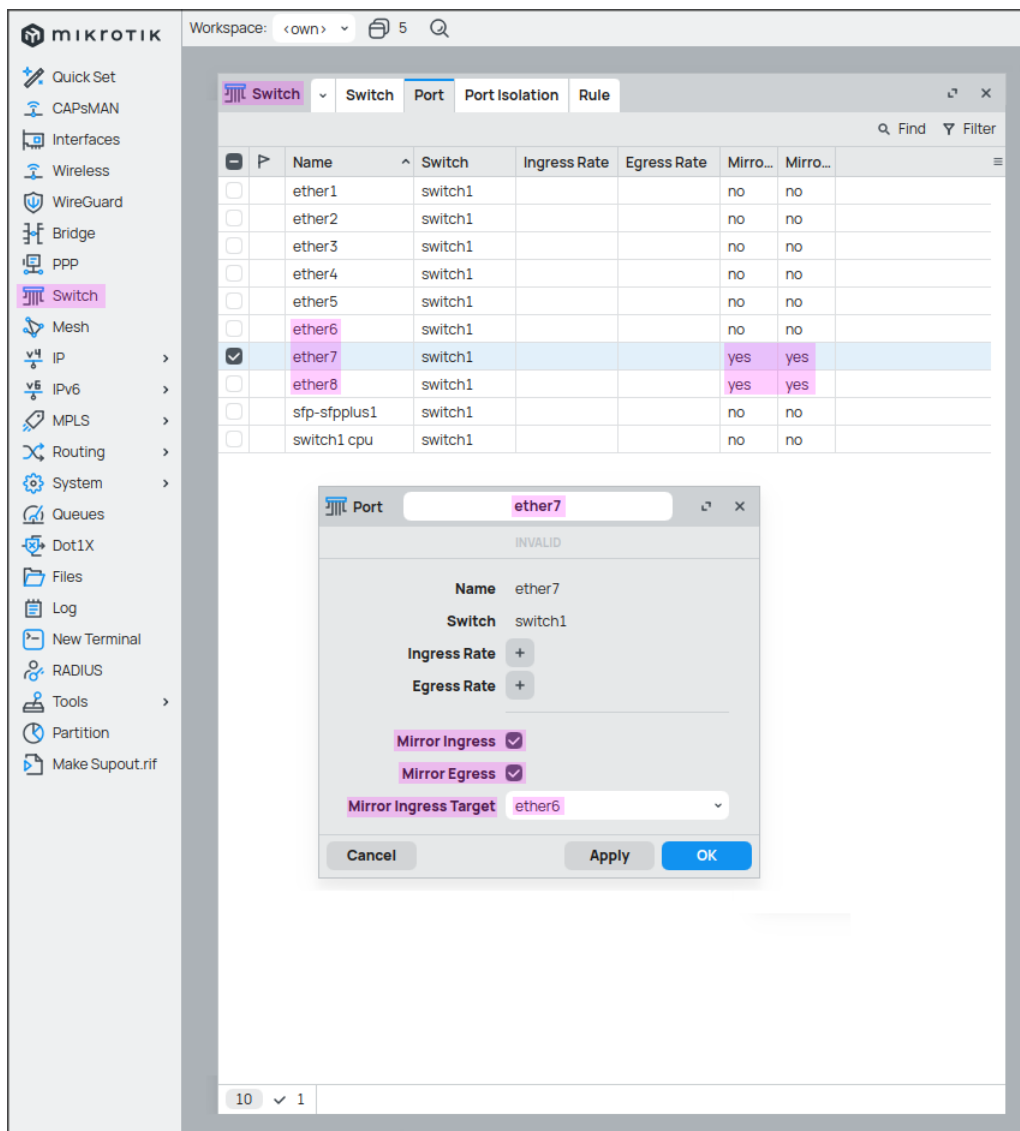 MIKROTIK
Workspace: <own> 5
Quick Set
CAPsMAN
Interfaces
Wireless
WireGuard
Bridge
PPP
Switch
Mesh
IP
IPv6
MPLS
Routing
System
Queues
Dot1X
Files
Log
New Terminal
RADIUS
Tools
Partition
Make Supout.rif
Switch Switch Port Port Isolation Rule
Find Filter
Name Switch Ingress Rate Egress Rate Mirro... Mirro...
ether1 switch1 no no
ether2 switch1 no no
ether3 switch1 no no
ether4 switch1 no no
ether5 switch1 no no
ether6 switch1 no no
ether7 switch1 yes yes
ether8 switch1 yes yes
sfp-sfpplus1 switch1 no no
switch1 cpu switch1 no no
Port ether7
INVALID
Name ether7
Switch switch1
Ingress Rate +
Egress Rate +
Mirror Ingress
Mirror Egress
Mirror Ingress Target ether6
Cancel Apply OK
10 1